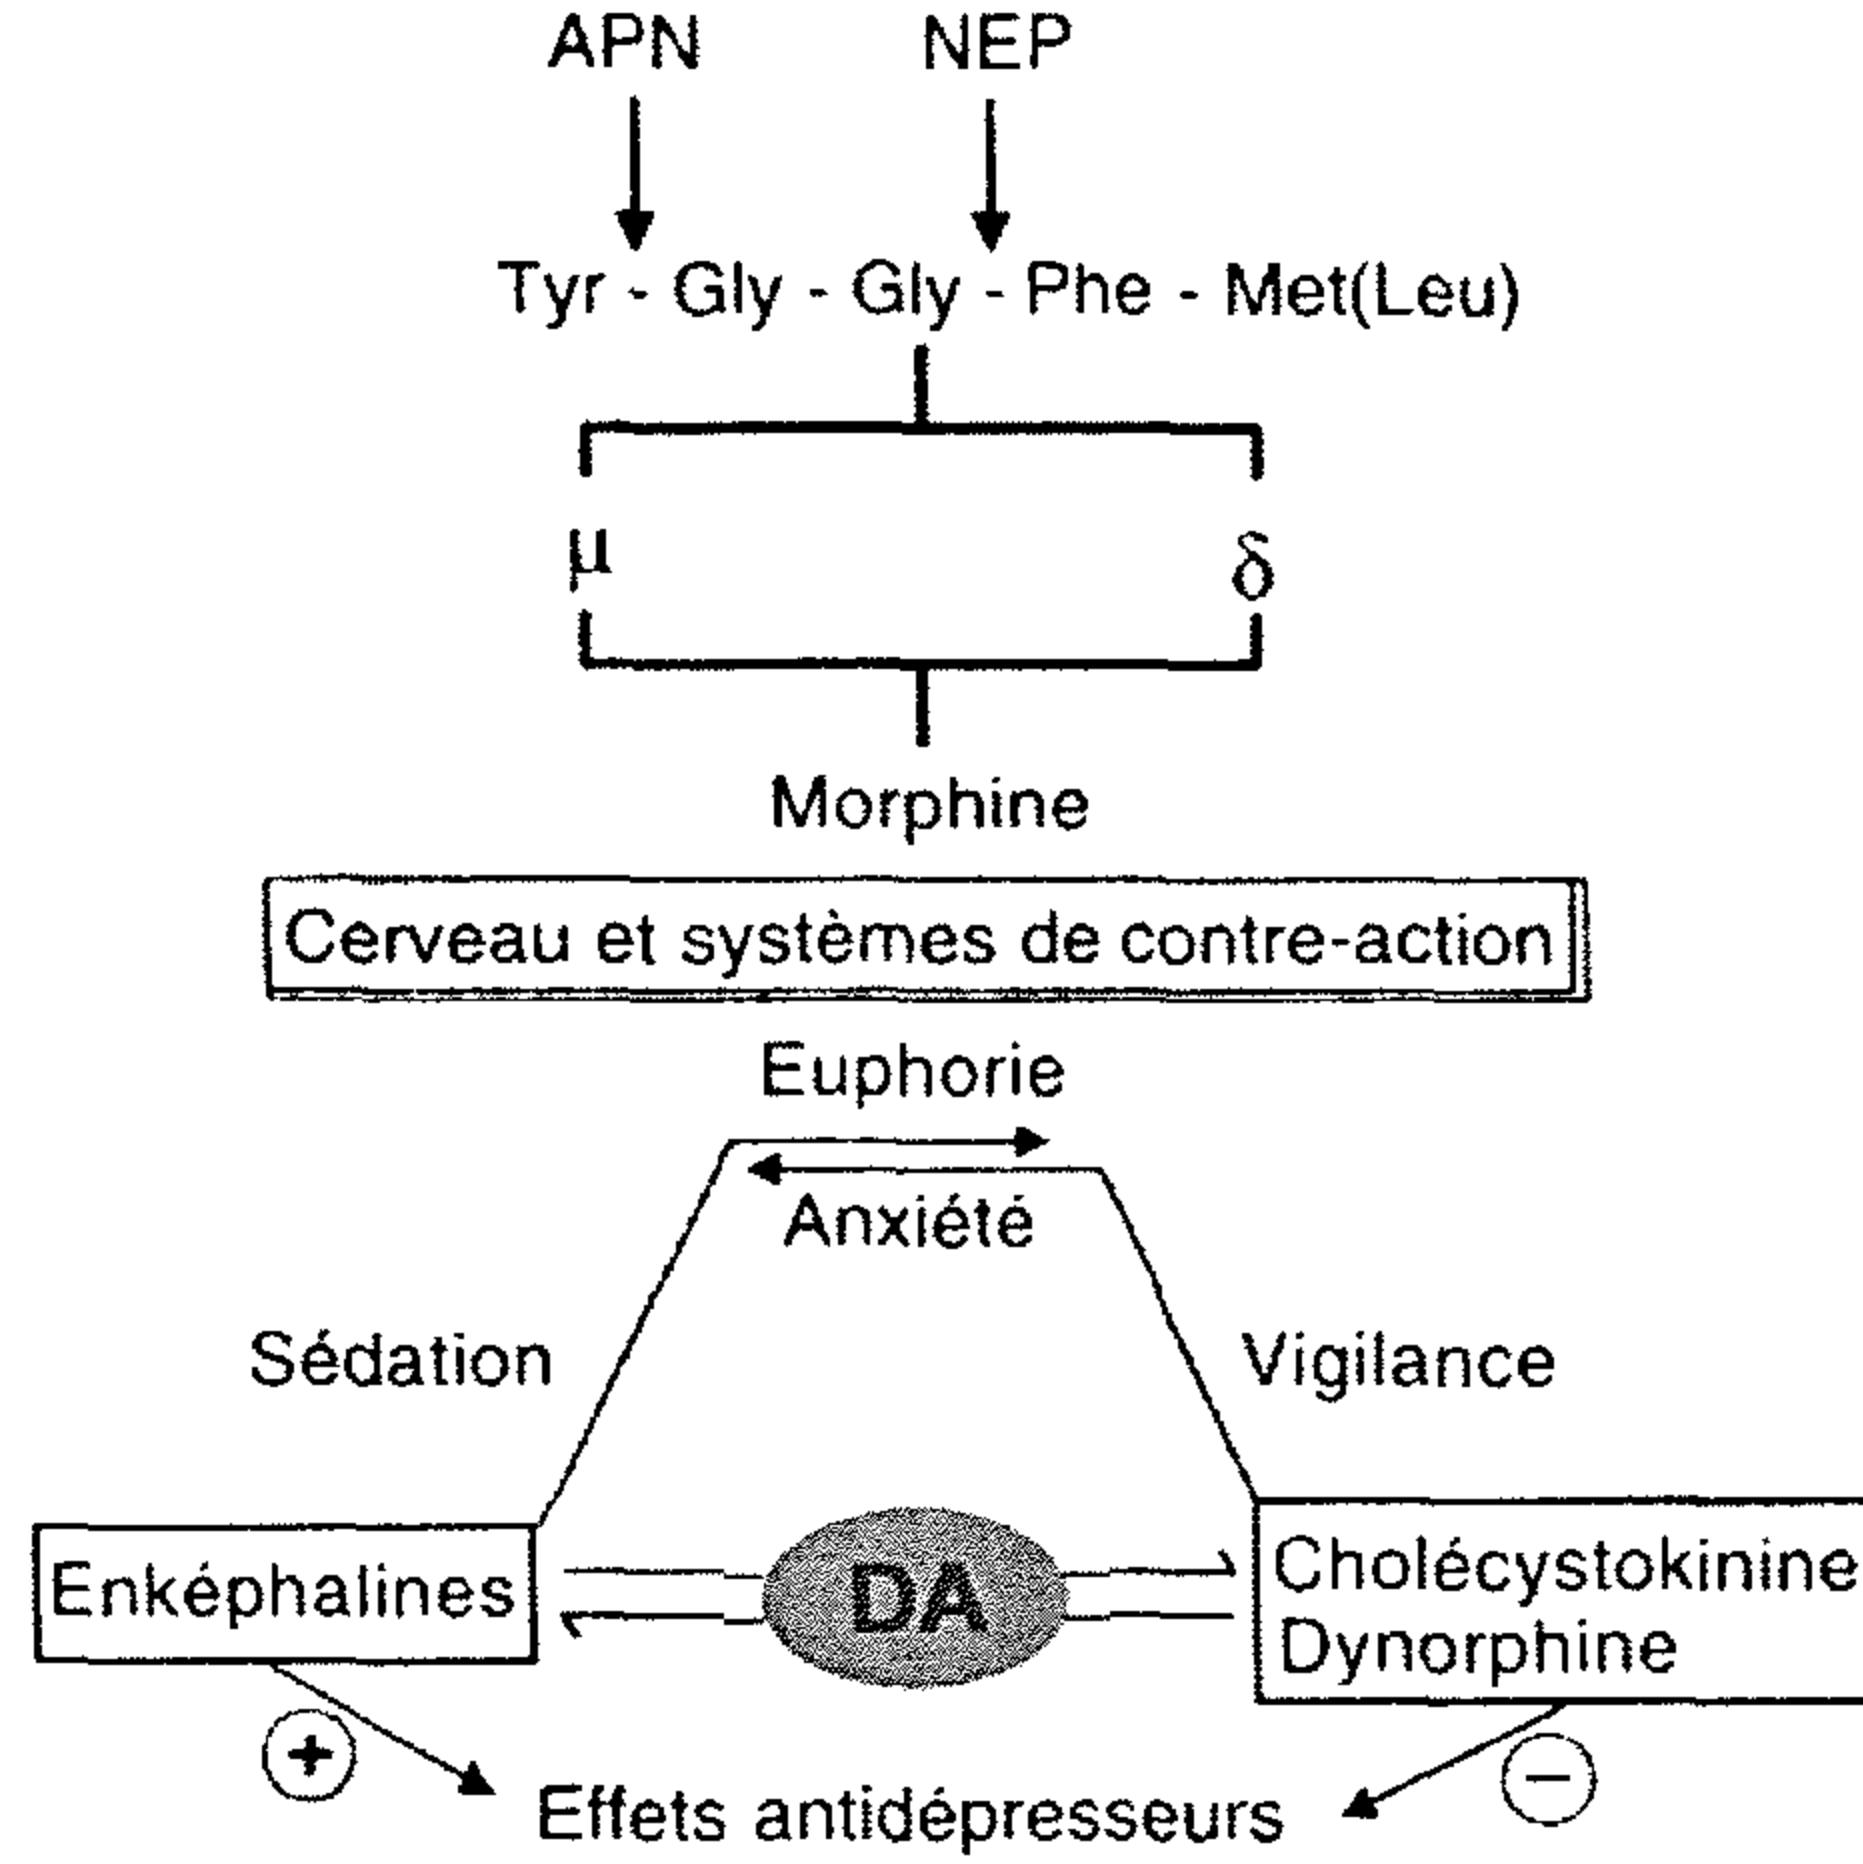 APN NEP
Tyr - Gly - Gly - Phe - Met(Leu)
μ δ
Morphine
Cerveau et systèmes de contre-action
Euphorie
Anxiété
Sédation Vigilance
Enképhalines DA Cholécystokinine
Dynorphine
+ −
Effets antidépresseurs